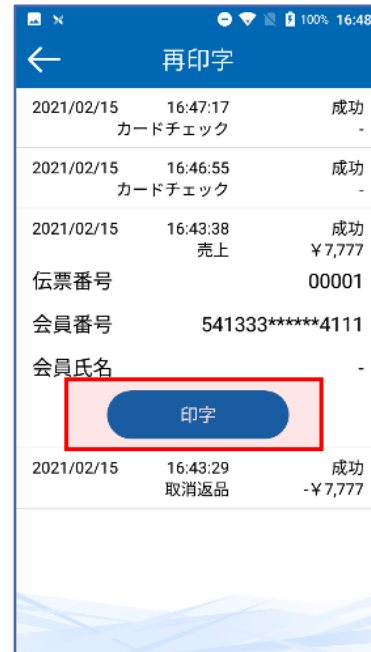 100% 16:48
再印字
2021/02/15 16:47:17 成功
カードチェック -
2021/02/15 16:46:55 成功
カードチェック -
2021/02/15 16:43:38 成功
売上 ￥7,777
伝票番号 00001
会員番号 541333******4111
会員氏名 -
印字
2021/02/15 16:43:29 成功
取消返品 -￥7,777